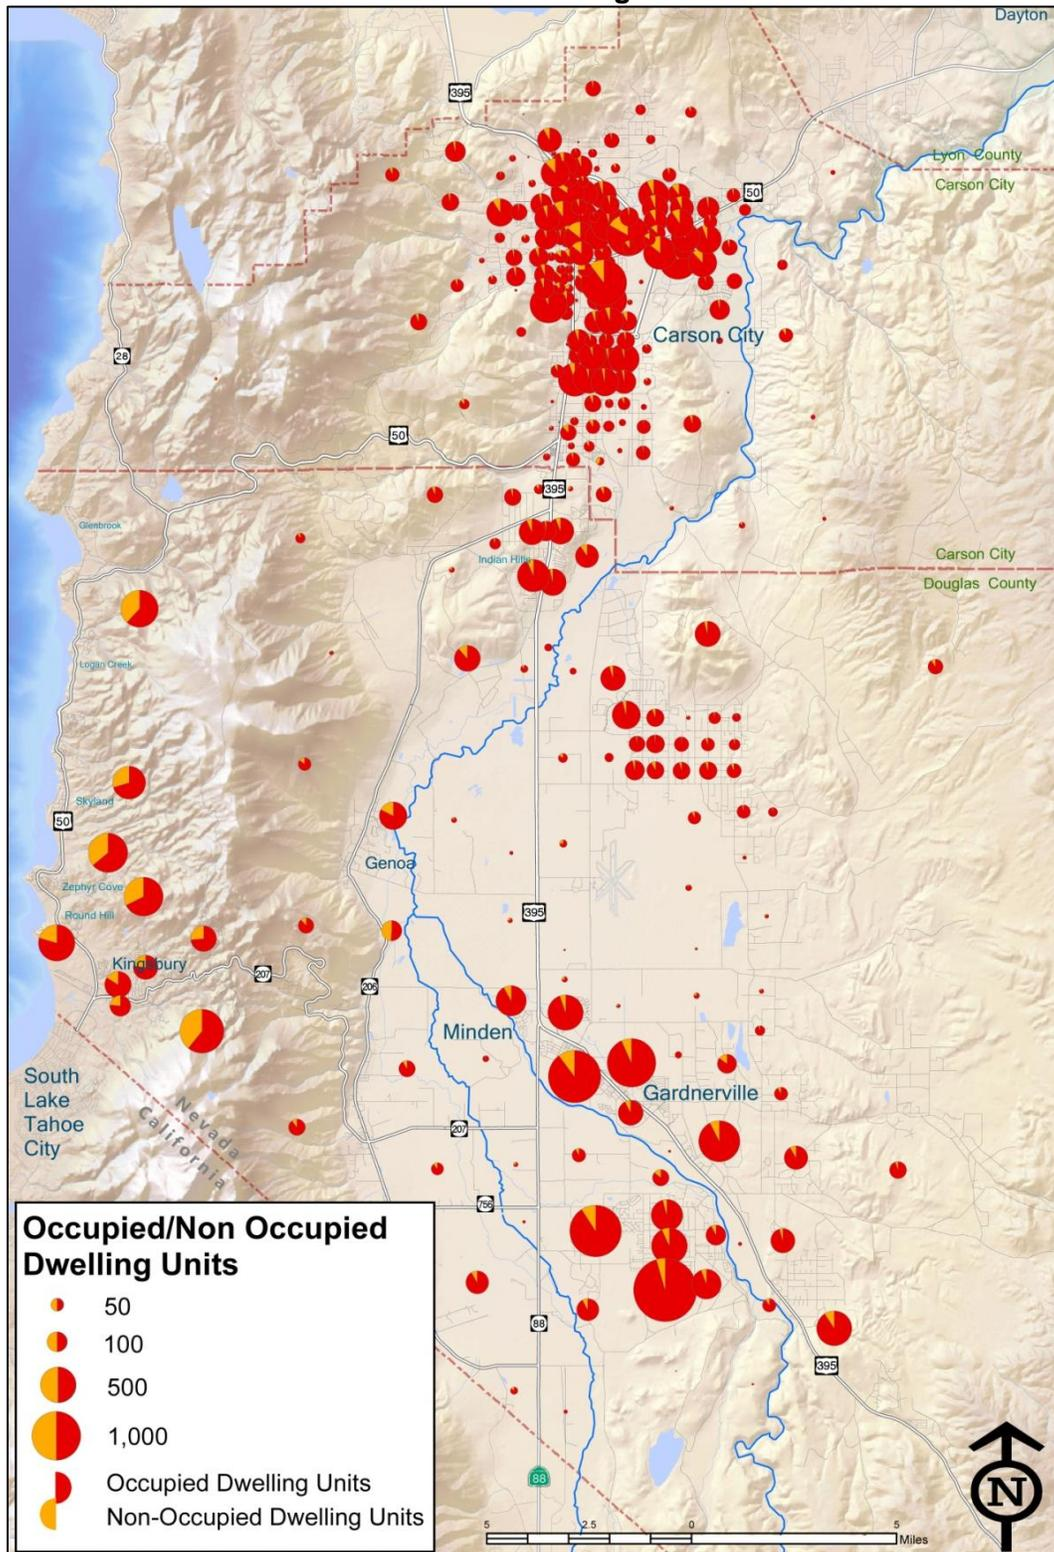 Dayton
395
Lyon County
Carson City
50
Carson City
28
50
395
Glenbrook
Indian Hills
Carson City
Douglas County
Logan Creek
Skyland
50
Genoa
Zephyr Cove
Round Hill
395
Kingsbury
207
206
Minden
South
Lake
Tahoe
City
Nevada
California
Gardnerville
207
756
88
395
88
Occupied/Non Occupied
Dwelling Units
50
100
500
1,000
Occupied Dwelling Units
Non-Occupied Dwelling Units
N
5 2.5 0 5
Miles